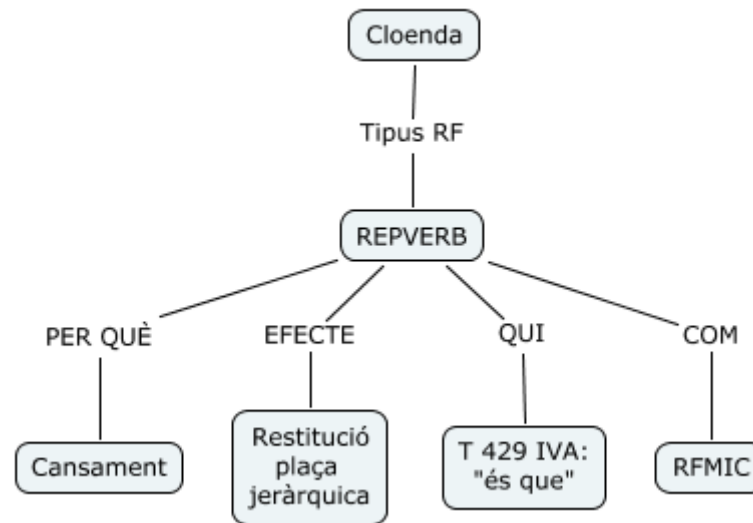 Cloenda
Tipus RF
REPVERB
PER QUÈ
EFECTE
QUI
COM
Cansament
Restitució
plaça
jeràrquica
T 429 IVA:
"és que"
RFMIC